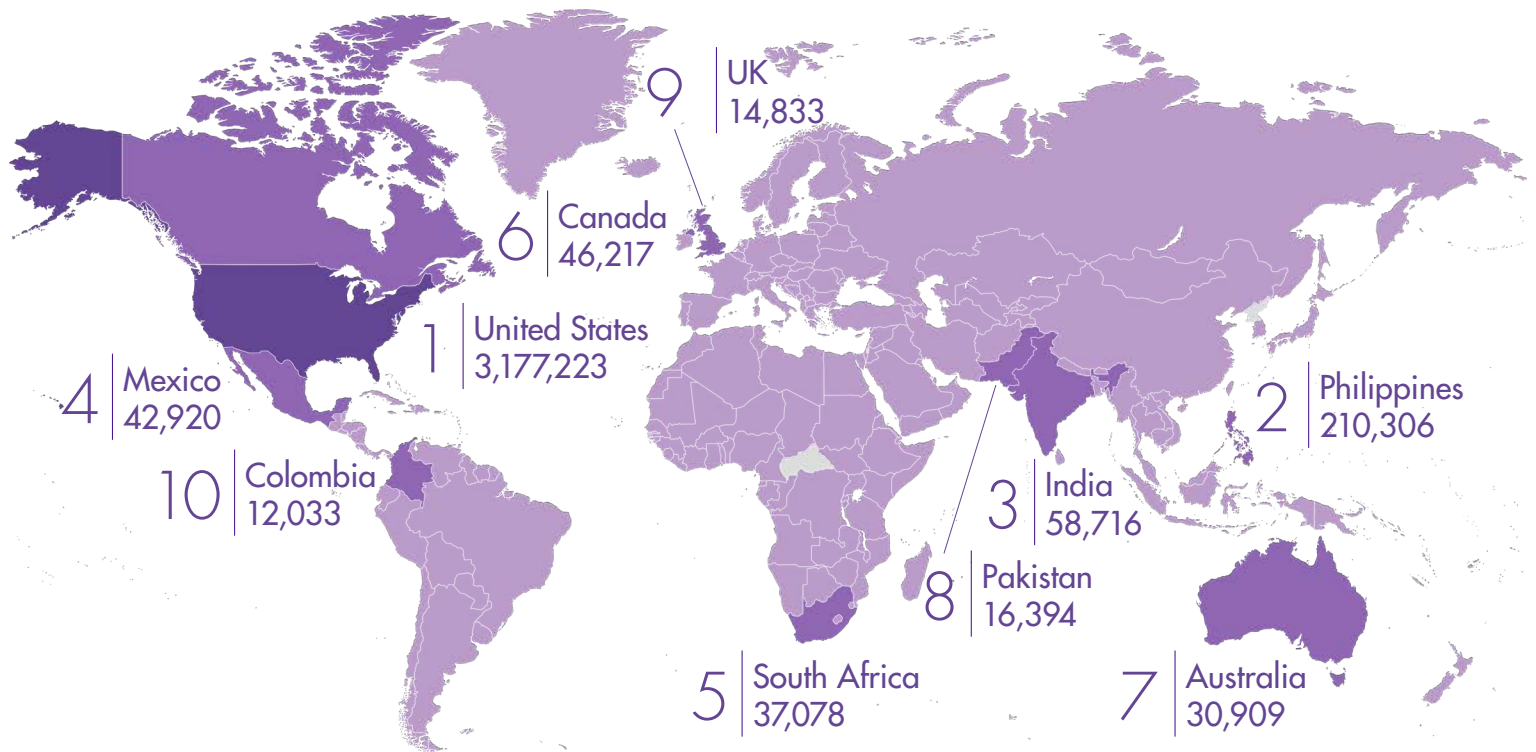 9
UK
14,833
6
Canada
46,217
1
United States
3,177,223
4
Mexico
42,920
2
Philippines
210,306
10
Colombia
12,033
3
India
58,716
8
Pakistan
16,394
5
South Africa
37,078
7
Australia
30,909